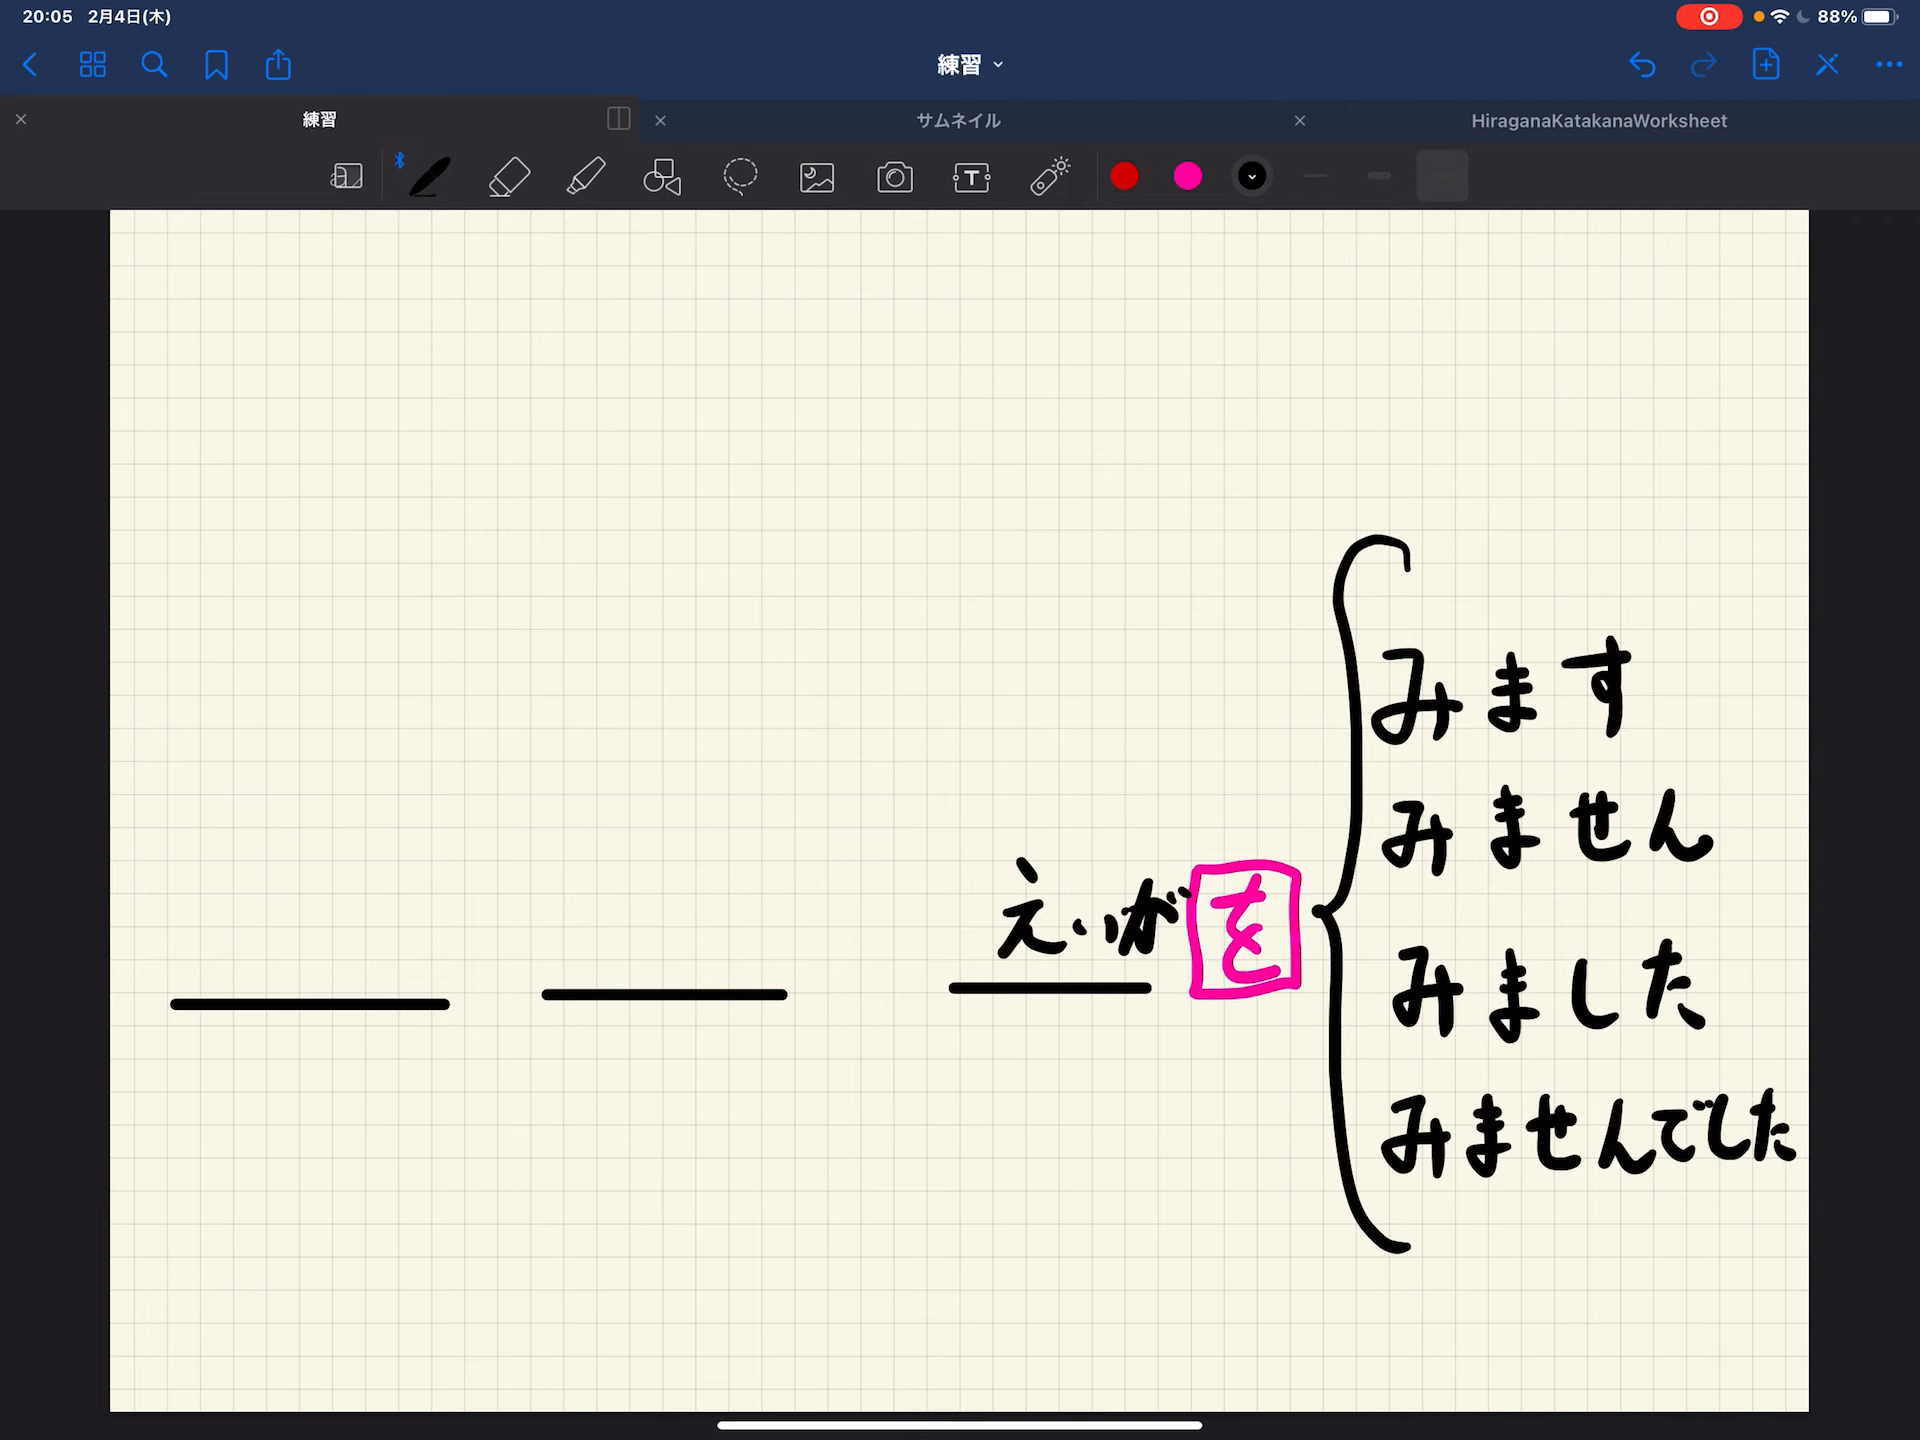 20:05 2月4日(木) 88%
練習
練習 サムネイル HiraganaKatakanaWorksheet
みます
みません
えいが を
みました
みませんでした